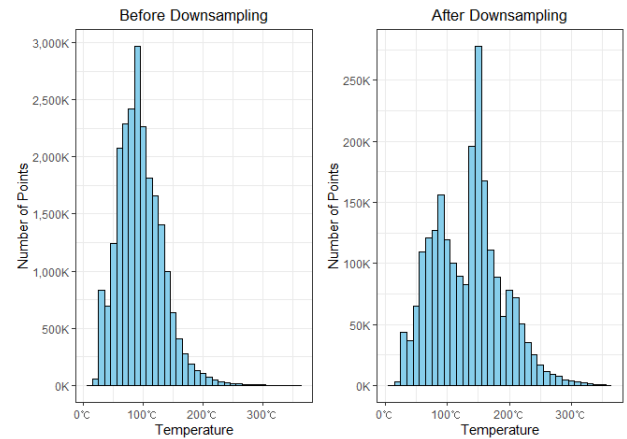 Before Downsampling
Number of Points
3,000K
2,500K
2,000K
1,500K
1,000K
500K
0K
0℃ 100℃ 200℃ 300℃
Temperature
After Downsampling
Number of Points
250K
200K
150K
100K
50K
0K
0℃ 100℃ 200℃ 300℃
Temperature